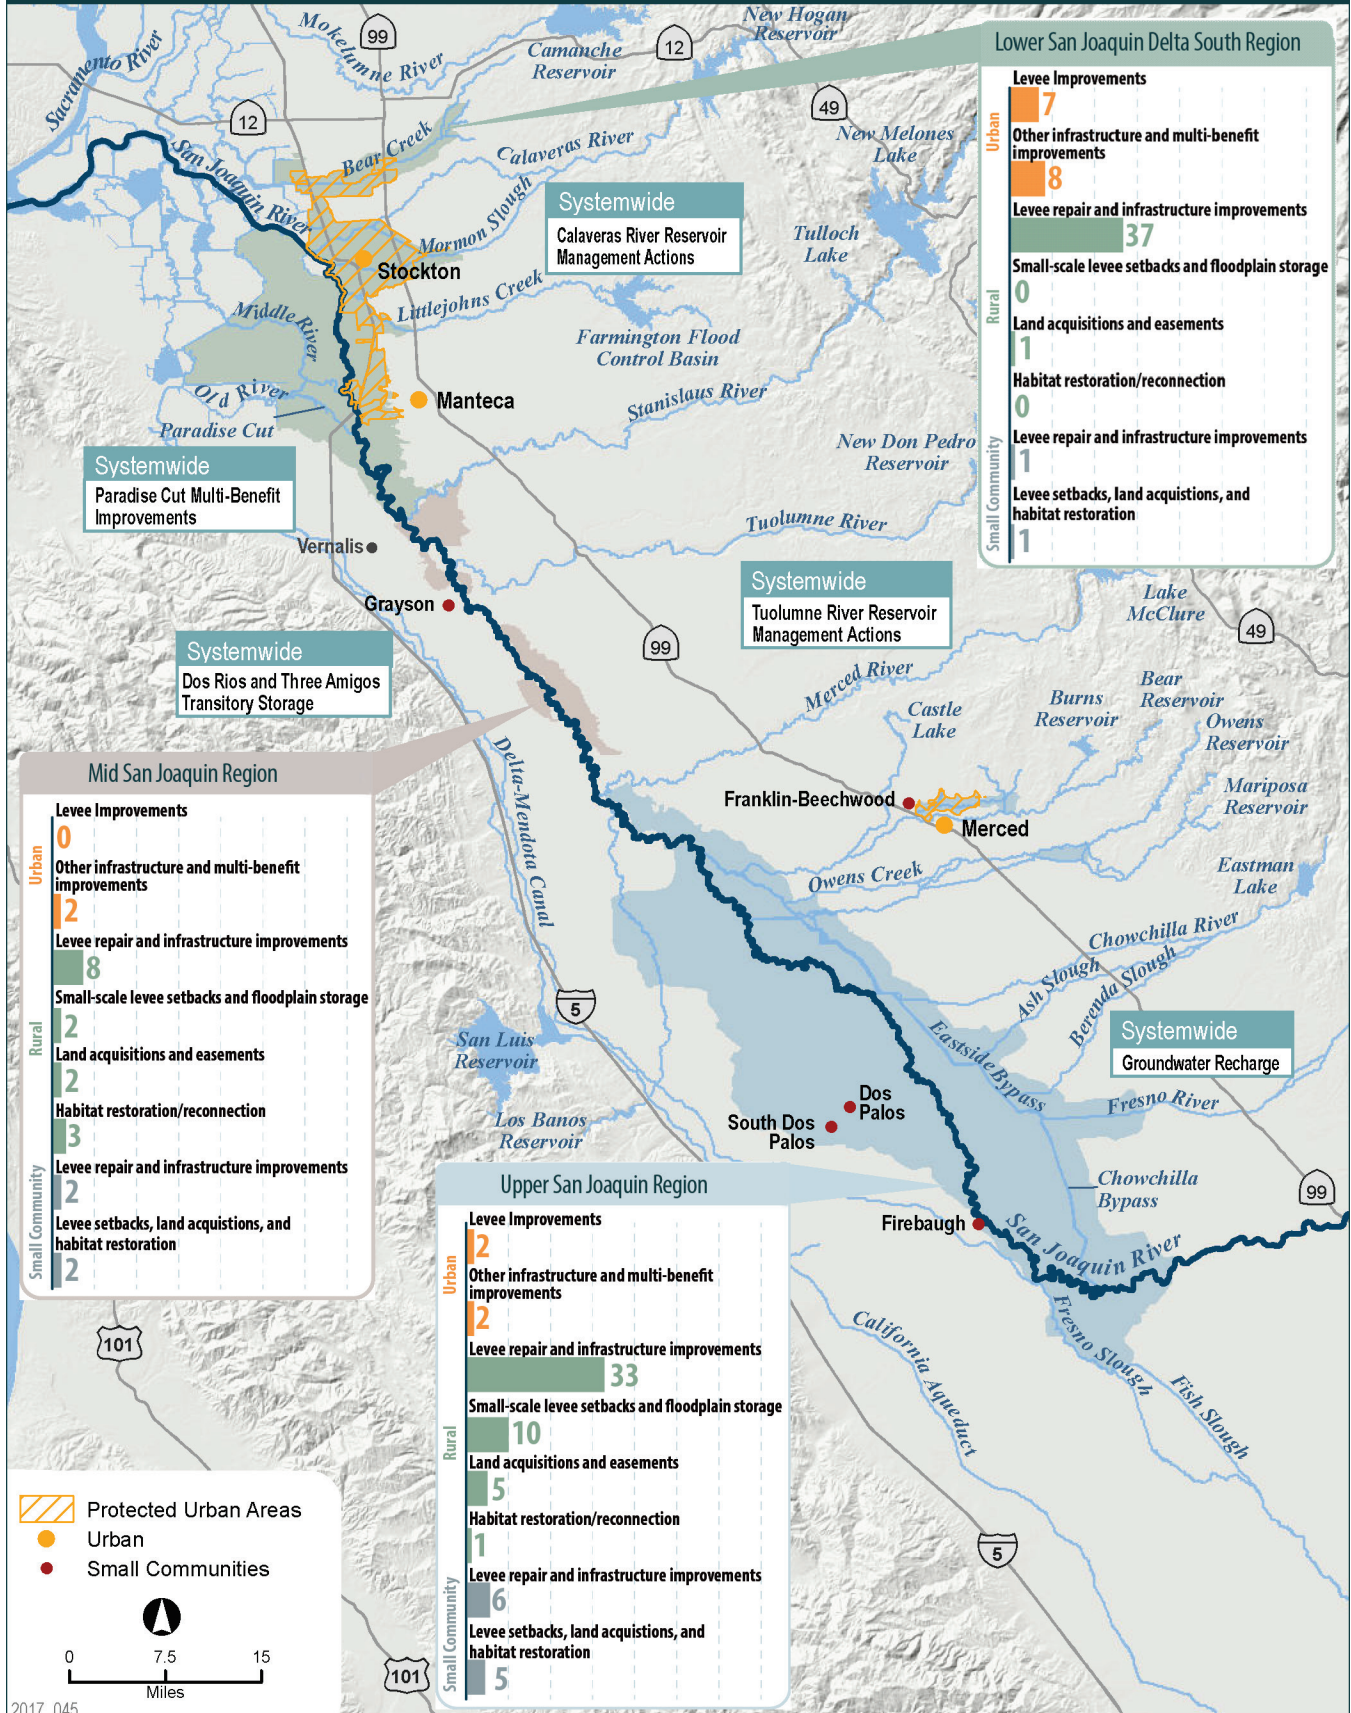 New Hogan
Reservoir
Mokelumne River
99
Camanche
Reservoir
12
Sacramento River
12
49
New Melones
Lake
Bear Creek
Calaveras River
San Joaquin River
Mormon Slough
Systemwide
Calaveras River Reservoir
Management Actions
Tulloch
Lake
Stockton
Littlejohns Creek
Middle River
Farmington Flood
Control Basin
Old River
Stanislaus River
Manteca
Paradise Cut
New Don Pedro
Reservoir
Systemwide
Paradise Cut Multi-Benefit
Improvements
Tuolumne River
Vernalis
Grayson
Systemwide
Tuolumne River Reservoir
Management Actions
Lake
McClure
49
99
Systemwide
Dos Rios and Three Amigos
Transitory Storage
Merced River
Castle
Lake
Burns
Reservoir
Bear
Reservoir
Owens
Reservoir
Mariposa
Reservoir
Delta-Mendota Canal
Franklin-Beechwood
Merced
Owens Creek
Eastman
Lake
Chowchilla River
Ash Slough
Berenda Slough
5
San Luis
Reservoir
Eastside Bypass
Systemwide
Groundwater Recharge
Los Banos
Reservoir
Dos
Palos
South Dos
Palos
Fresno River
Chowchilla
Bypass
99
Firebaugh
San Joaquin River
Fresno Slough
Fish Slough
California Aqueduct
5
101
101
Lower San Joaquin Delta South Region
Urban
Levee Improvements
7
Other infrastructure and multi-benefit
improvements
8
Rural
Levee repair and infrastructure improvements
37
Small-scale levee setbacks and floodplain storage
0
Land acquisitions and easements
1
Habitat restoration/reconnection
0
Small Community
Levee repair and infrastructure improvements
1
Levee setbacks, land acquistions, and
habitat restoration
1
Mid San Joaquin Region
Urban
Levee Improvements
0
Other infrastructure and multi-benefit
improvements
2
Rural
Levee repair and infrastructure improvements
8
Small-scale levee setbacks and floodplain storage
2
Land acquisitions and easements
2
Habitat restoration/reconnection
3
Small Community
Levee repair and infrastructure improvements
2
Levee setbacks, land acquistions, and
habitat restoration
2
Upper San Joaquin Region
Urban
Levee Improvements
2
Other infrastructure and multi-benefit
improvements
2
Rural
Levee repair and infrastructure improvements
33
Small-scale levee setbacks and floodplain storage
10
Land acquisitions and easements
5
Habitat restoration/reconnection
1
Small Community
Levee repair and infrastructure improvements
6
Levee setbacks, land acquistions, and
habitat restoration
5
Protected Urban Areas
Urban
Small Communities
0 7.5 15
Miles
2017_045